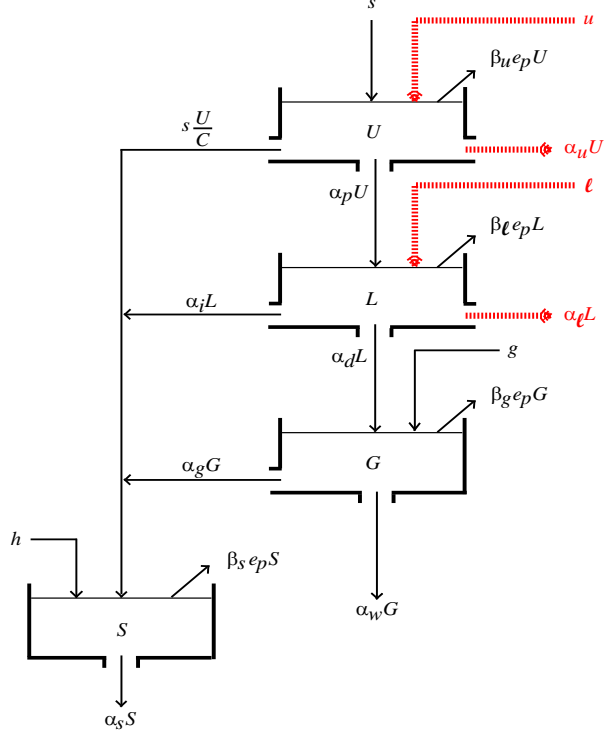 s
u
β_u e_p U
s U/C
U
α_u U
α_p U
ℓ
β_ℓ e_p L
α_i L
L
α_ℓ L
α_d L
g
β_g e_p G
α_g G
G
h
β_s e_p S
α_w G
S
α_s S